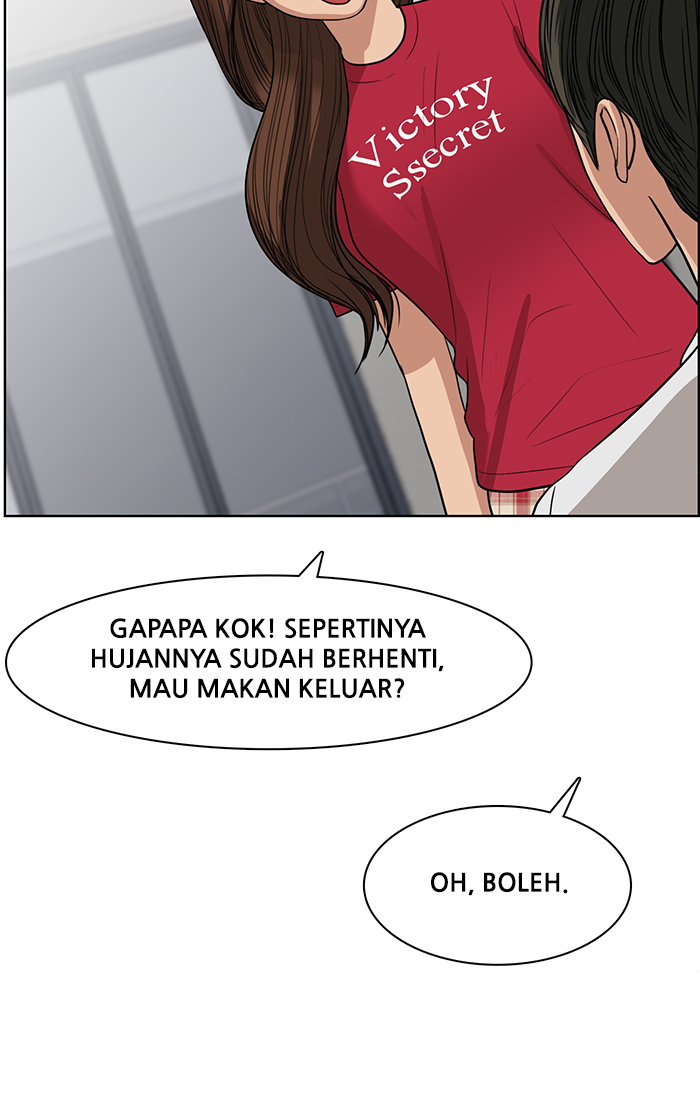 Victory
Ssecret
GAPAPA KOK! SEPERTINYA
HUJANNYA SUDAH BERHENTI,
MAU MAKAN KELUAR?
OH, BOLEH.